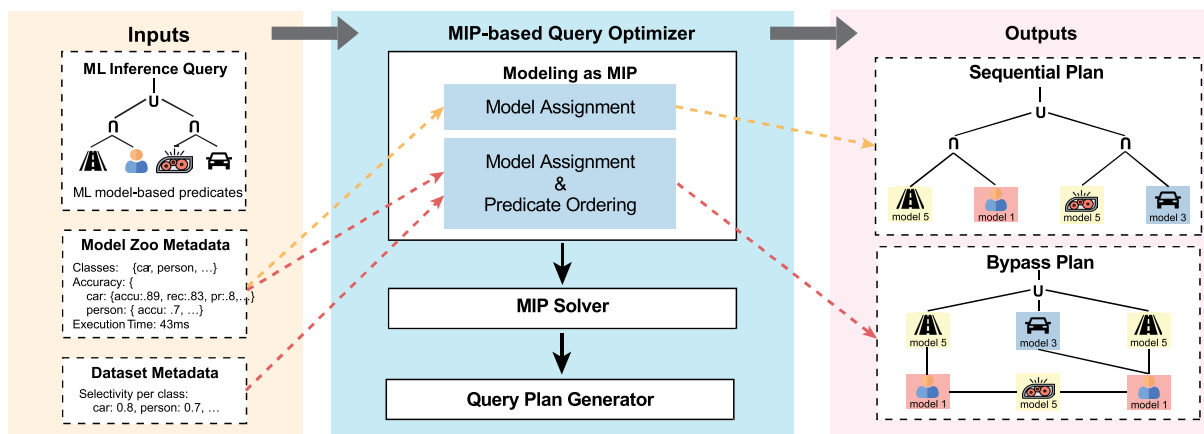 Inputs
ML Inference Query
∪
∩ ∩
ML model-based predicates
Model Zoo Metadata
Classes: {car, person, ...}
Accuracy: {
car: {accu:.89, rec:.83, pr:.8,...}
person: { accu: .7, ...}
Execution Time: 43ms
Dataset Metadata
Selectivity per class:
car: 0.8, person: 0.7, ...
MIP-based Query Optimizer
Modeling as MIP
Model Assignment
Model Assignment
&
Predicate Ordering
MIP Solver
Query Plan Generator
Outputs
Sequential Plan
∪
∩ ∩
model 5 model 1 model 5 model 3
Bypass Plan
∪
model 5 model 3 model 5
model 1 model 5 model 1